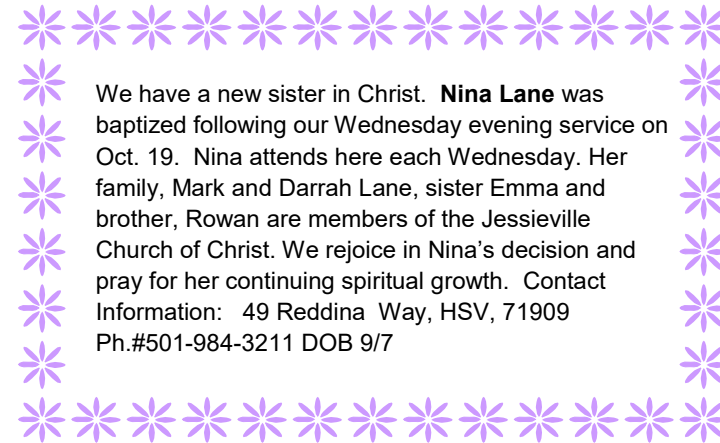 We have a new sister in Christ.  Nina Lane was
baptized following our Wednesday evening service on
Oct. 19.  Nina attends here each Wednesday. Her
family, Mark and Darrah Lane, sister Emma and
brother, Rowan are members of the Jessieville
Church of Christ. We rejoice in Nina’s decision and
pray for her continuing spiritual growth.  Contact
Information:   49 Reddina  Way, HSV, 71909
Ph.#501-984-3211 DOB 9/7